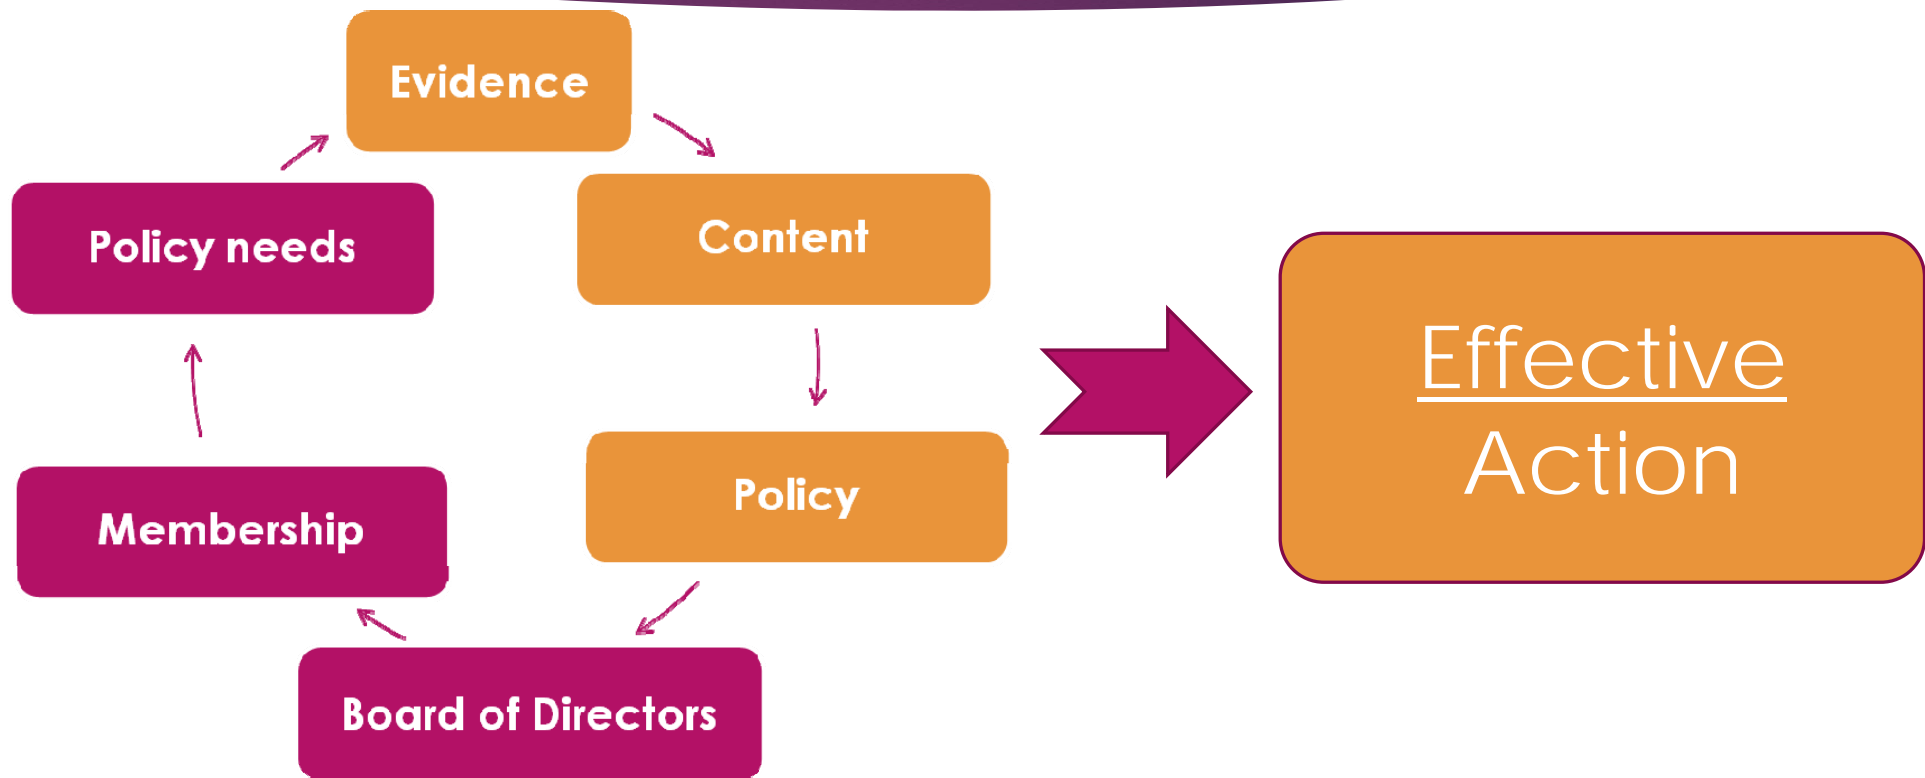 Evidence
Content
Policy
Board of Directors
Membership
Policy needs
Effective
Action